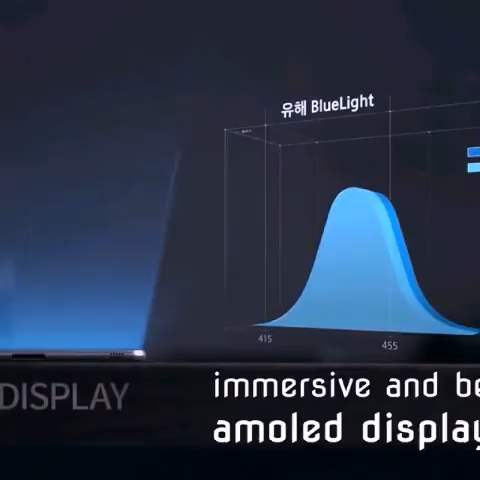 유해 BlueLight
415
455
DISPLAY
immersive and be
amoled display